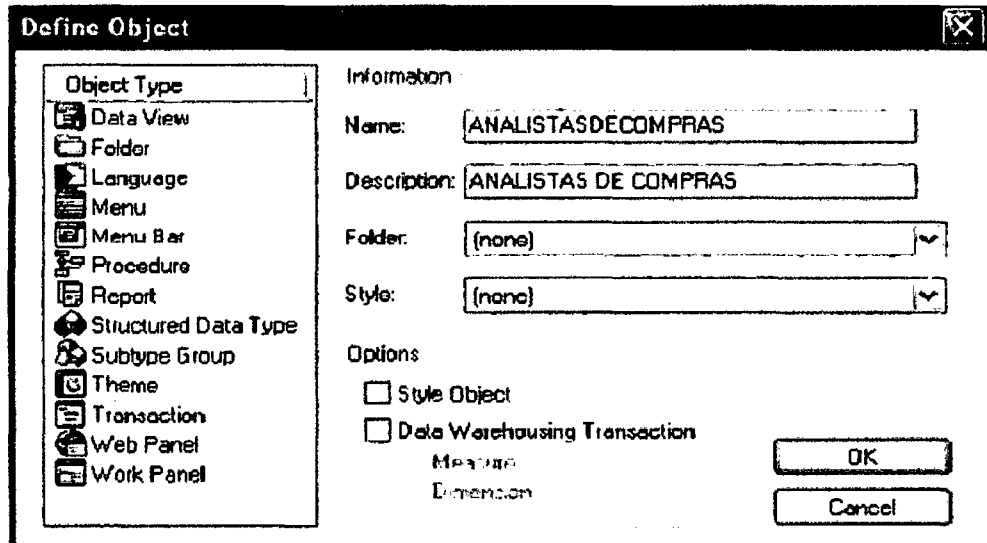 Define Object
Object Type
Data View
Folder
Language
Menu
Menu Bar
Procedure
Report
Structured Data Type
Subtype Group
Theme
Transaction
Web Panel
Work Panel
Information
Name: ANALISTASDECOMPRAS
Description: ANALISTAS DE COMPRAS
Folder: (none)
Style: (none)
Options
Style Object
Data Warehousing Transaction
Measure
Dimension
OK
Cancel